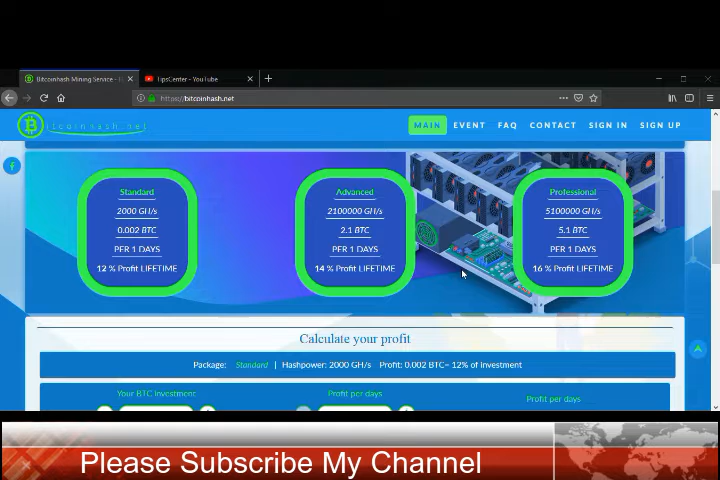 Bitcoinhash Mining Service -
TipsCenter - YouTube
https://bitcoinhash.net
itcoinhash.net
MAIN EVENT FAQ CONTACT SIGN IN SIGN UP
Standard
2000 GH/s
0.002 BTC
PER 1 DAYS
12 % Profit LIFETIME
Advanced
2100000 GH/s
2.1 BTC
PER 1 DAYS
14 % Profit LIFETIME
Professional
5100000 GH/s
5.1 BTC
PER 1 DAYS
16 % Profit LIFETIME
Calculate your profit
Package: Standard | Hashpower: 2000 GH/s Profit: 0.002 BTC= 12% of investment
Your BTC investment
Profit per days
Profit per days
Please Subscribe My Channel